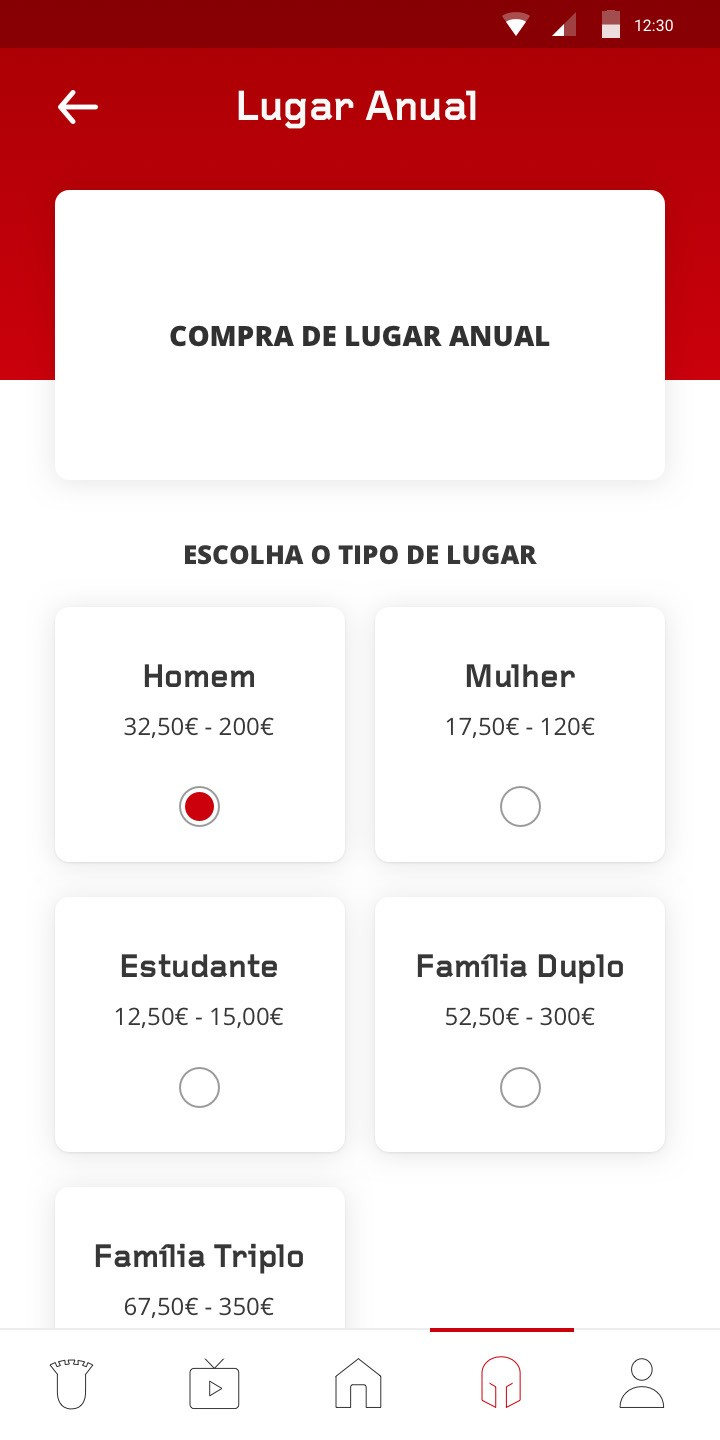 12:30
Lugar Anual
COMPRA DE LUGAR ANUAL
ESCOLHA O TIPO DE LUGAR
Homem
32,50€ - 200€
Mulher
17,50€ - 120€
Estudante
12,50€ - 15,00€
Família Duplo
52,50€ - 300€
Família Triplo
67,50€ - 350€